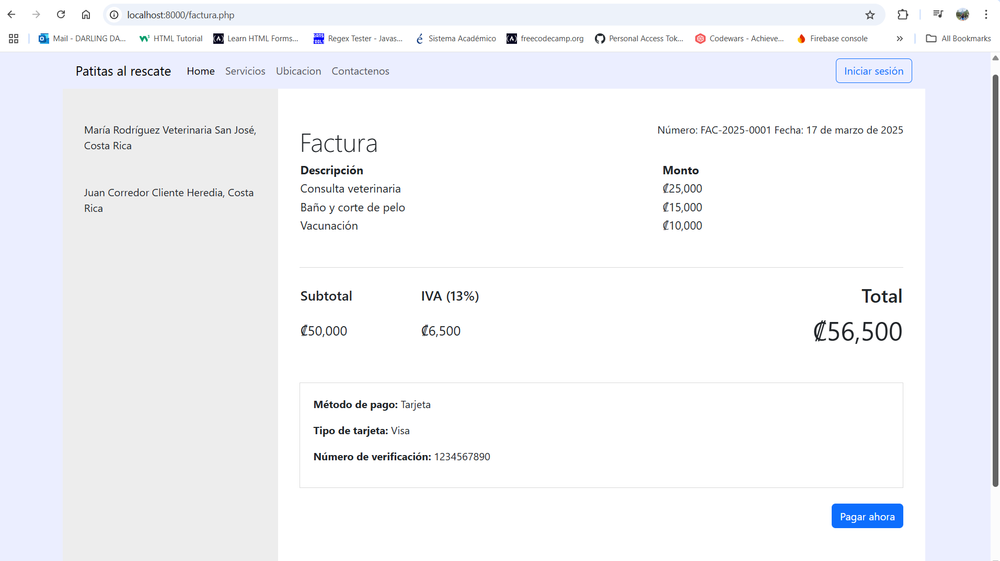 localhost:8000/factura.php
Mail - DARLING DA... HTML Tutorial Learn HTML Forms... Regex Tester - Javas... Sistema Académico freecodecamp.org Personal Access Tok... Codewars - Achieve... Firebase console » All Bookmarks
Patitas al rescate Home Servicios Ubicacion Contactenos Iniciar sesión
María Rodríguez Veterinaria San José,
Costa Rica
Juan Corredor Cliente Heredia, Costa
Rica
Número: FAC-2025-0001 Fecha: 17 de marzo de 2025
Factura
Descripción Monto
Consulta veterinaria ₡25,000
Baño y corte de pelo ₡15,000
Vacunación ₡10,000
Subtotal IVA (13%) Total
₡50,000 ₡6,500 ₡56,500
Método de pago: Tarjeta
Tipo de tarjeta: Visa
Número de verificación: 1234567890
Pagar ahora